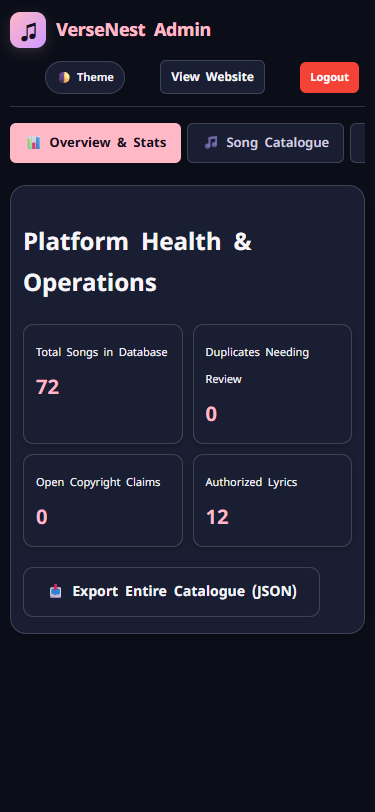 VerseNest Admin
Theme
View Website
Logout
Overview & Stats
Song Catalogue
Platform Health &
Operations
Total Songs in Database
72
Duplicates Needing
Review
0
Open Copyright Claims
0
Authorized Lyrics
12
Export Entire Catalogue (JSON)